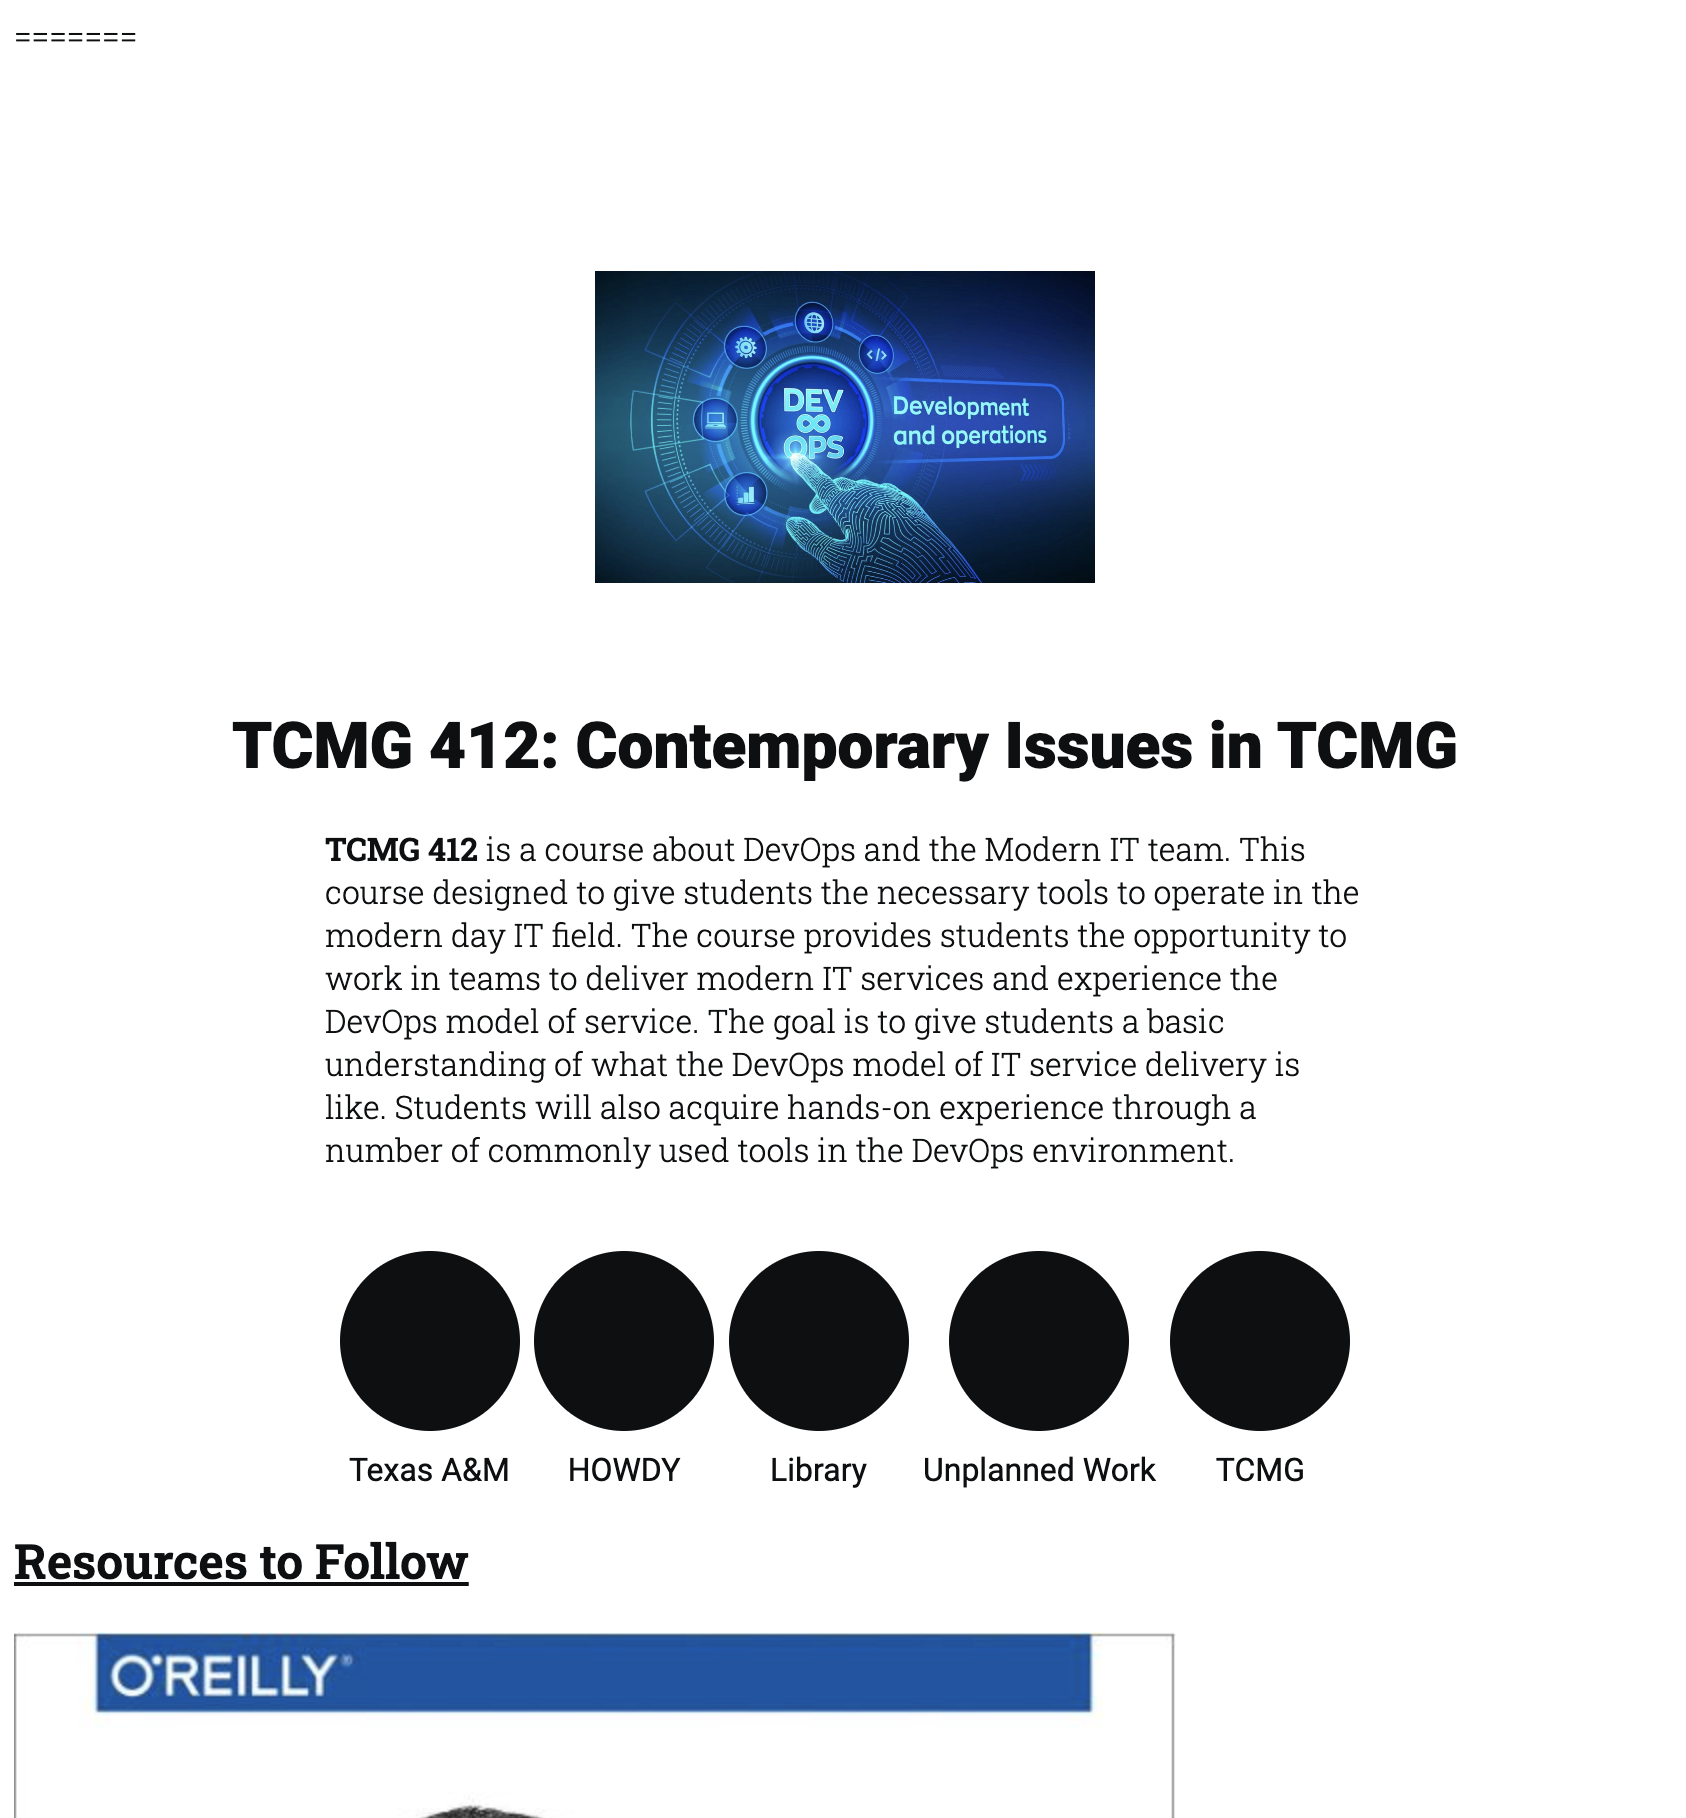 =======
DEV
OPS
Development
and operations
TCMG 412: Contemporary Issues in TCMG
TCMG 412 is a course about DevOps and the Modern IT team. This
course designed to give students the necessary tools to operate in the
modern day IT field. The course provides students the opportunity to
work in teams to deliver modern IT services and experience the
DevOps model of service. The goal is to give students a basic
understanding of what the DevOps model of IT service delivery is
like. Students will also acquire hands-on experience through a
number of commonly used tools in the DevOps environment.
Texas A&M HOWDY Library Unplanned Work TCMG
Resources to Follow
O'REILLY®